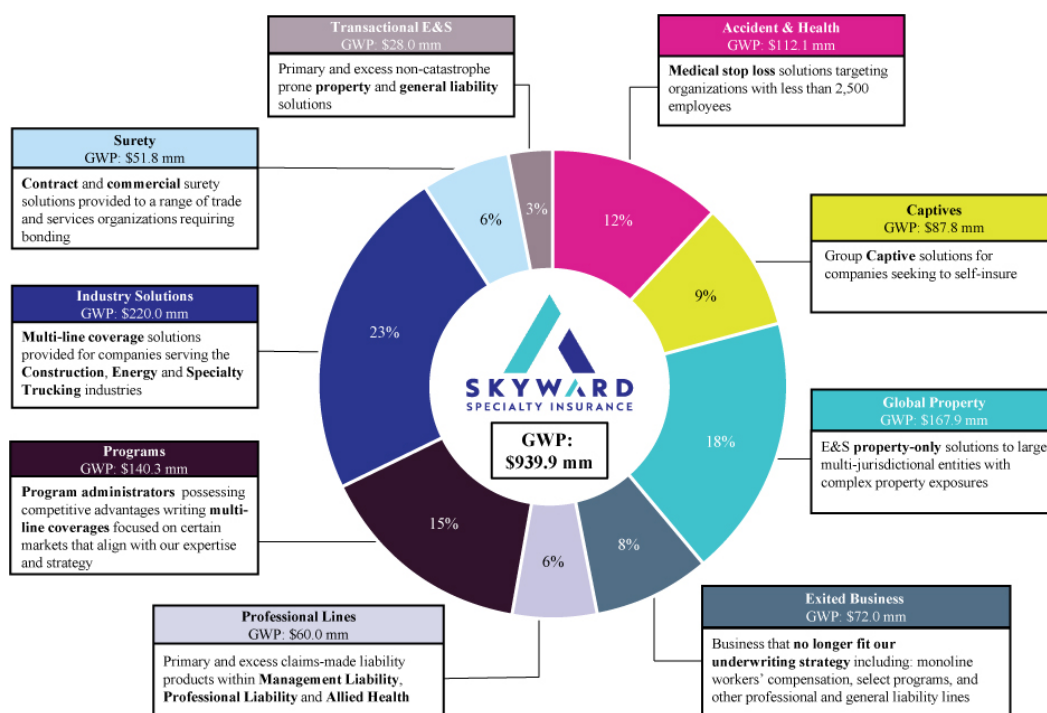 Transactional E&S
GWP: $28.0 mm
Primary and excess non-catastrophe
prone property and general liability
solutions
Accident & Health
GWP: $112.1 mm
Medical stop loss solutions targeting
organizations with less than 2,500
employees
Surety
GWP: $51.8 mm
Contract and commercial surety
solutions provided to a range of trade
and services organizations requiring
bonding
Captives
GWP: $87.8 mm
Group Captive solutions for
companies seeking to self-insure
Industry Solutions
GWP: $220.0 mm
Multi-line coverage solutions
provided for companies serving the
Construction, Energy and Specialty
Trucking industries
Global Property
GWP: $167.9 mm
E&S property-only solutions to large
multi-jurisdictional entities with
complex property exposures
Programs
GWP: $140.3 mm
Program administrators possessing
competitive advantages writing multi-
line coverages focused on certain
markets that align with our expertise
and strategy
Professional Lines
GWP: $60.0 mm
Primary and excess claims-made liability
products within Management Liability,
Professional Liability and Allied Health
Exited Business
GWP: $72.0 mm
Business that no longer fit our
underwriting strategy including: monoline
workers' compensation, select programs, and
other professional and general liability lines
3%
12%
6%
9%
23%
18%
15%
8%
6%
SKYWARD
SPECIALTY INSURANCE
GWP:
$939.9 mm